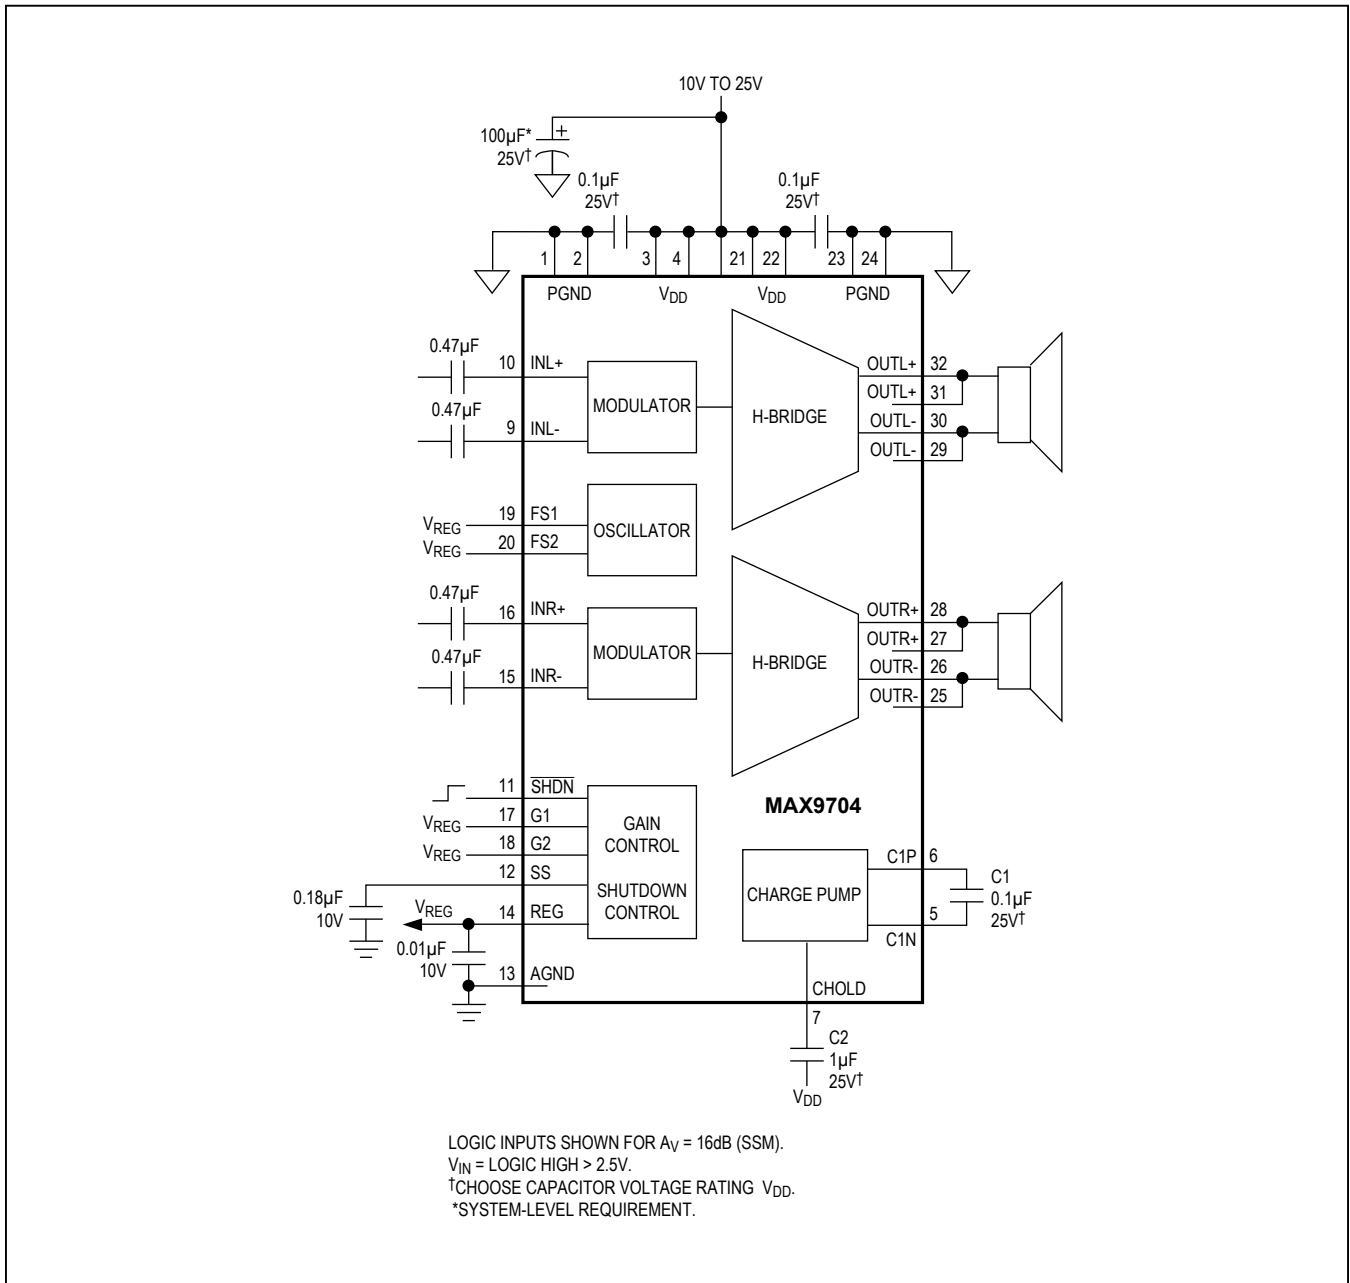 10V TO 25V
100µF*
25V†
+
0.1µF
25V†
0.1µF
25V†
1 2 3 4 21 22 23 24
PGND VDD VDD PGND
0.47µF
10 INL+
0.47µF
9 INL-
MODULATOR
H-BRIDGE
OUTL+ 32
OUTL+ 31
OUTL- 30
OUTL- 29
VREG 19 FS1
VREG 20 FS2
OSCILLATOR
0.47µF
16 INR+
0.47µF
15 INR-
MODULATOR
H-BRIDGE
OUTR+ 28
OUTR+ 27
OUTR- 26
OUTR- 25
11 SHDN
VREG 17 G1
VREG 18 G2
12 SS
0.18µF
10V
VREG 14 REG
0.01µF
10V
13 AGND
GAIN
CONTROL
SHUTDOWN
CONTROL
MAX9704
CHARGE PUMP
C1P 6
C1
0.1µF
25V†
5
C1N
CHOLD
7
C2
1µF
25V†
VDD
LOGIC INPUTS SHOWN FOR AV = 16dB (SSM).
VIN = LOGIC HIGH > 2.5V.
†CHOOSE CAPACITOR VOLTAGE RATING VDD.
*SYSTEM-LEVEL REQUIREMENT.